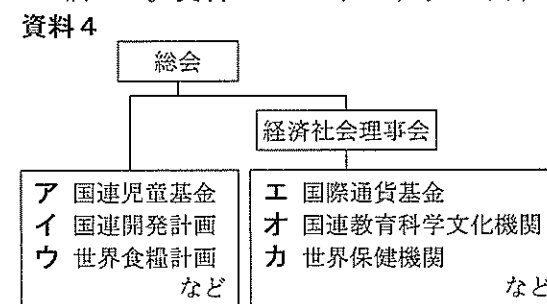 資料4
総会
経済社会理事会
ア 国連児童基金
イ 国連開発計画
ウ 世界食糧計画
など
エ 国際通貨基金
オ 国連教育科学文化機関
カ 世界保健機関
など